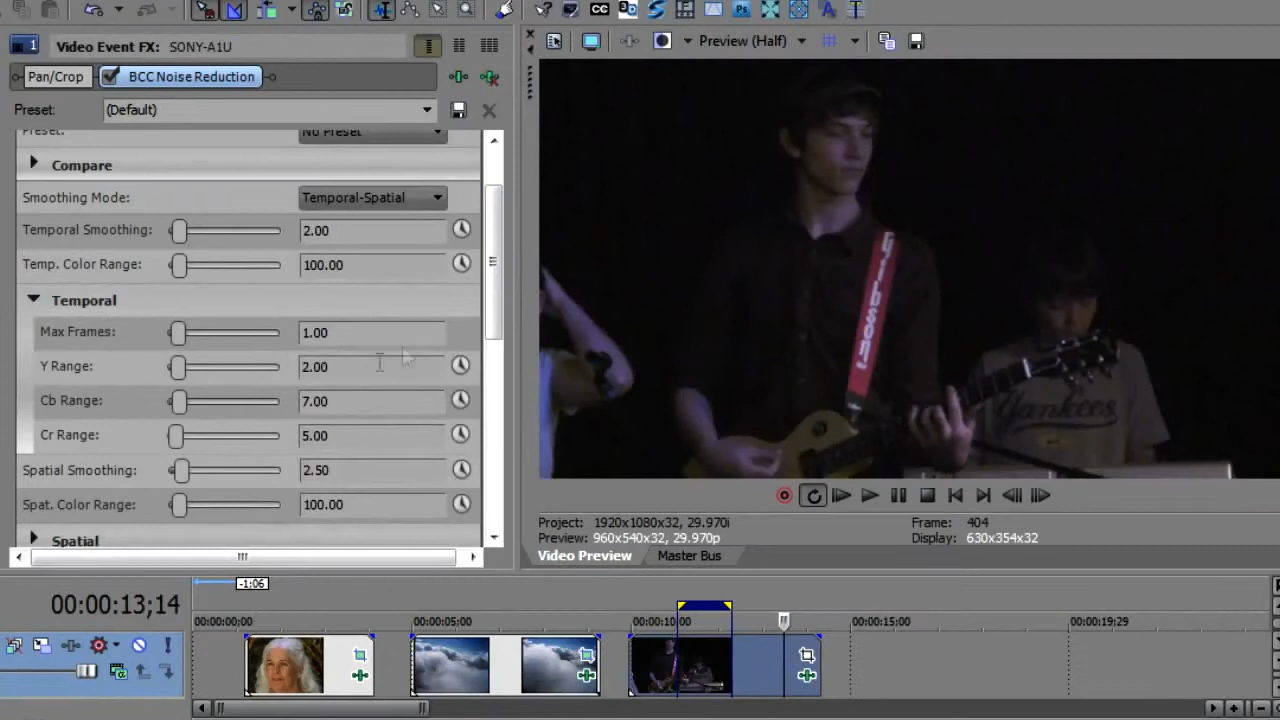 CC
3D
Ps
A
T
1
Video Event FX: SONY-A1U
Pan/Crop
BCC Noise Reduction
Preset:
(Default)
Preview (Half)
Preset:
No Preset
Compare
Smoothing Mode:
Temporal-Spatial
Temporal Smoothing:
2.00
Temp. Color Range:
100.00
Temporal
Max Frames:
1.00
Y Range:
2.00
Cb Range:
7.00
Cr Range:
5.00
Spatial Smoothing:
2.50
Spat. Color Range:
100.00
Spatial
Yankees
Project: 1920x1080x32, 29.970i
Frame: 404
Preview: 960x540x32, 29.970p
Display: 630x354x32
Video Preview
Master Bus
-1:06
00:00:13;14
00:00:00;00
00:00:05;00
00:00:10;00
00:00:15;00
00:00:19;29